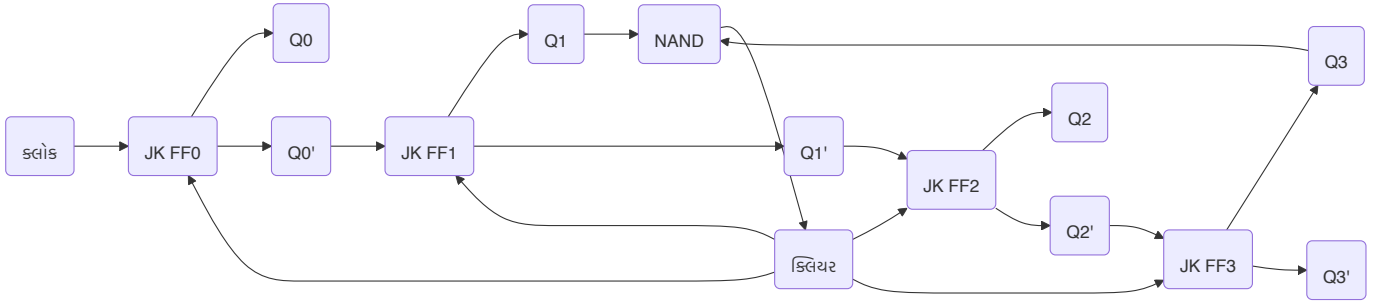 ક્લૉક
JK FF0
Q0
Q0'
JK FF1
Q1
NAND
Q1'
ક્લિયર
JK FF2
Q2
Q2'
JK FF3
Q3
Q3'